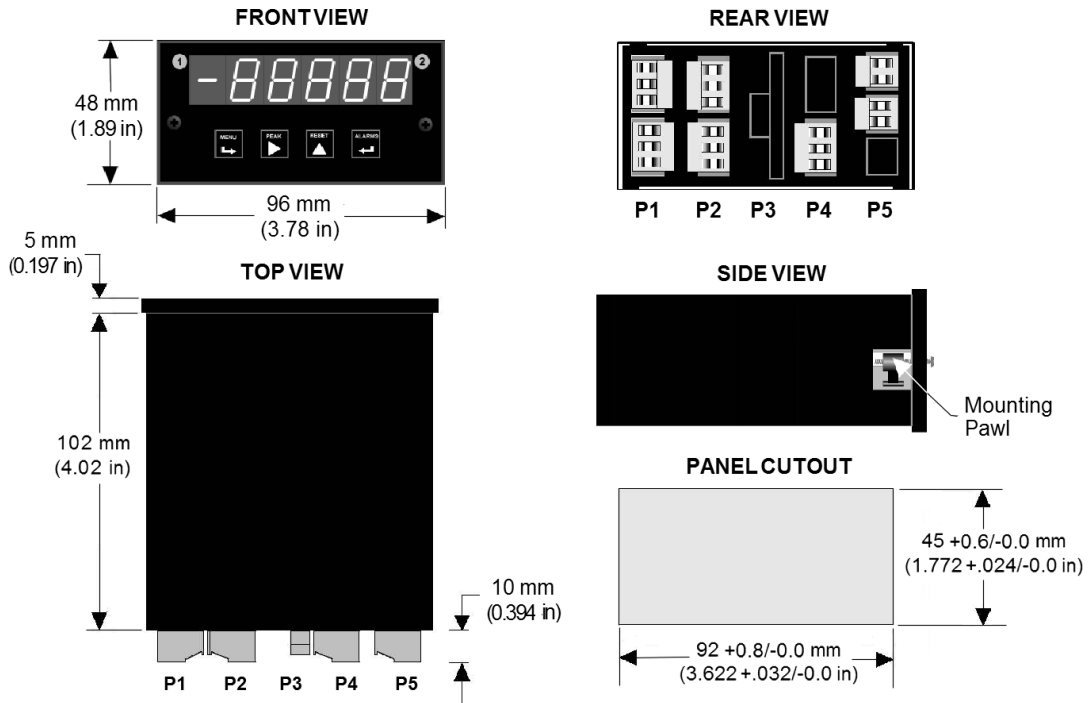 FRONT VIEW
1
2
-88888
MENU
PEAK
RESET
ALARMS
48 mm
(1.89 in)
96 mm
(3.78 in)
REAR VIEW
P1 P2 P3 P4 P5
5 mm
(0.197 in)
TOP VIEW
102 mm
(4.02 in)
10 mm
(0.394 in)
P1 P2 P3 P4 P5
SIDE VIEW
Mounting
Pawl
PANEL CUTOUT
45 +0.6/-0.0 mm
(1.772 +.024/-0.0 in)
92 +0.8/-0.0 mm
(3.622 +.032/-0.0 in)